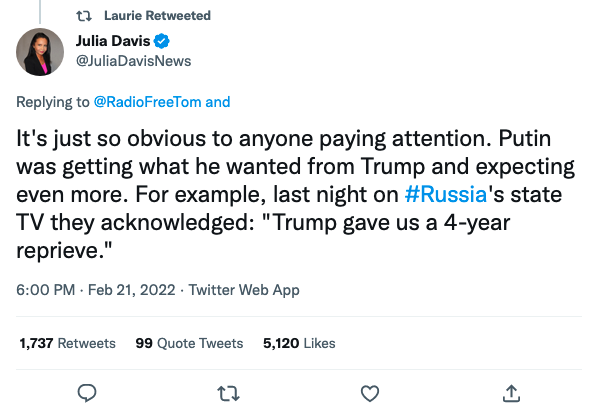 Laurie Retweeted
Julia Davis
@JuliaDavisNews
Replying to @RadioFreeTom and
It's just so obvious to anyone paying attention. Putin
was getting what he wanted from Trump and expecting
even more. For example, last night on #Russia's state
TV they acknowledged: "Trump gave us a 4-year
reprieve."
6:00 PM · Feb 21, 2022 · Twitter Web App
1,737 Retweets 99 Quote Tweets 5,120 Likes